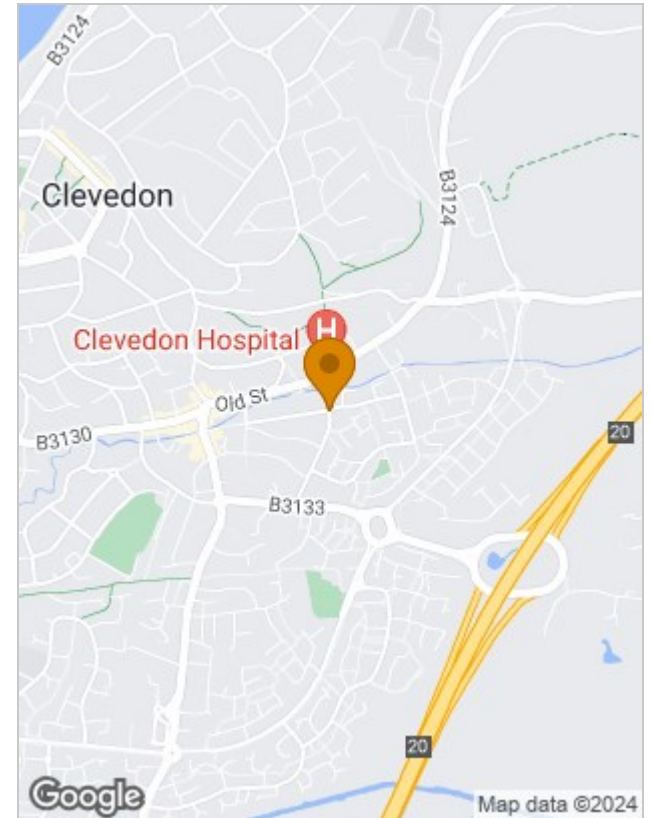 B3124
Clevedon
B3124
Clevedon Hospital
H
Old St
B3130
20
B3133
20
Google
Map data ©2024